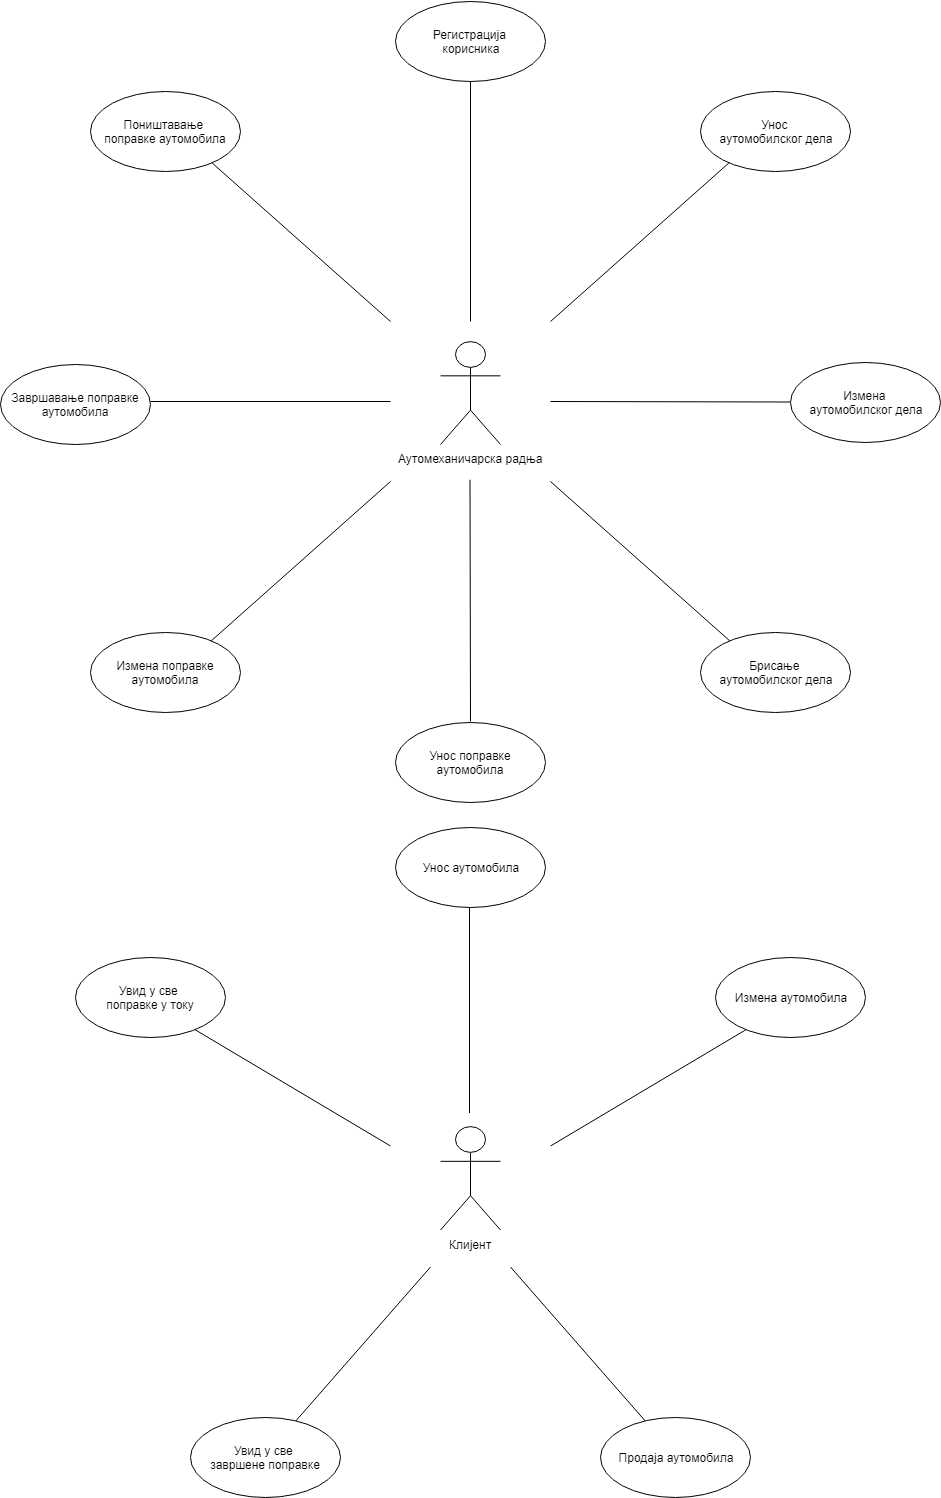 Регистрација
корисника
Поништавање
поправке аутомобила
Унос
аутомобилског дела
Завршавање поправке
аутомобила
Измена
аутомобилског дела
Аутомеханичарска радња
Измена поправке
аутомобила
Брисање
аутомобилског дела
Унос поправке
аутомобила
Унос аутомобила
Увид у све
поправке у току
Измена аутомобила
Клијент
Увид у све
завршене поправке
Продаја аутомобила